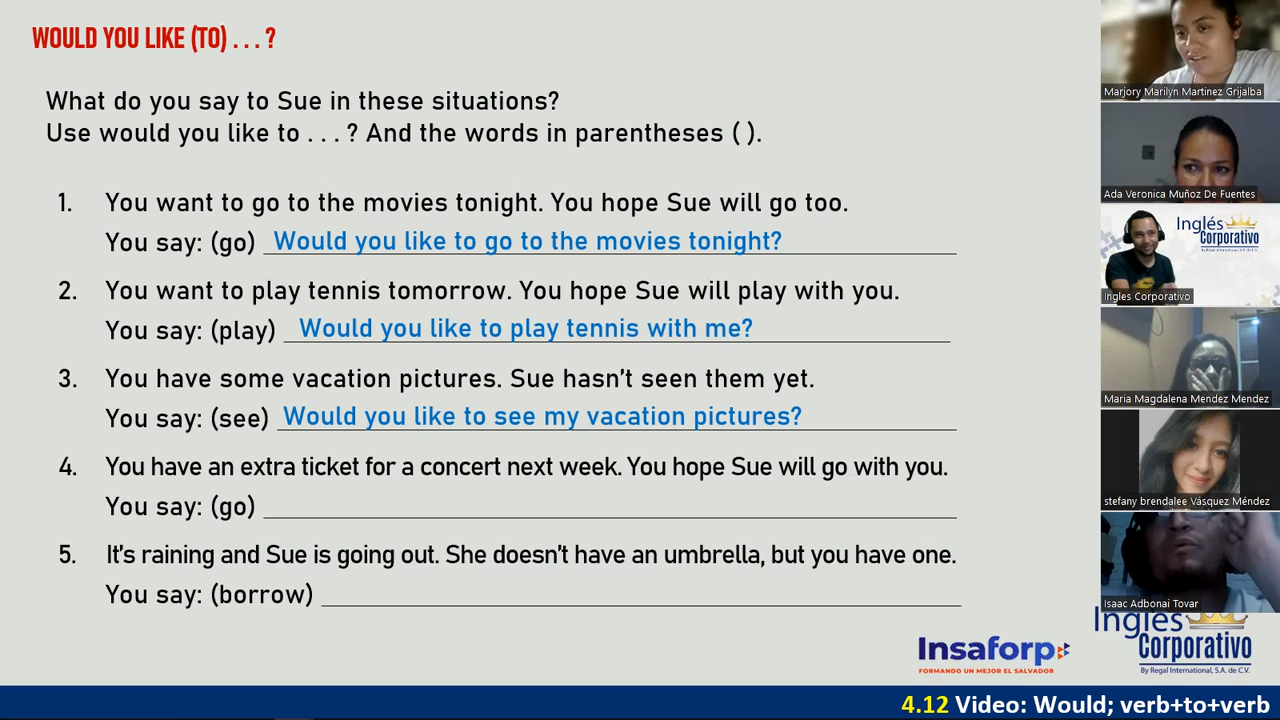 WOULD YOU LIKE (TO) . . . ?
What do you say to Sue in these situations?
Use would you like to . . . ? And the words in parentheses ( ).
1. You want to go to the movies tonight. You hope Sue will go too.
You say: (go) Would you like to go to the movies tonight?
2. You want to play tennis tomorrow. You hope Sue will play with you.
You say: (play) Would you like to play tennis with me?
3. You have some vacation pictures. Sue hasn't seen them yet.
You say: (see) Would you like to see my vacation pictures?
4. You have an extra ticket for a concert next week. You hope Sue will go with you.
You say: (go)
5. It's raining and Sue is going out. She doesn't have an umbrella, but you have one.
You say: (borrow)
Marjory Marilyn Martinez Grijalba
Ada Veronica Muñoz De Fuentes
Inglés
Corporativo
Ingles Corporativo
Maria Magdalena Mendez Mendez
stefany brendalee Vásquez Méndez
Isaac Adbonai Tovar
Insaforp
FORMANDO UN MEJOR EL SALVADOR
Inglés
Corporativo
By Regal International, S.A. de C.V.
4.12 Video: Would; verb+to+verb